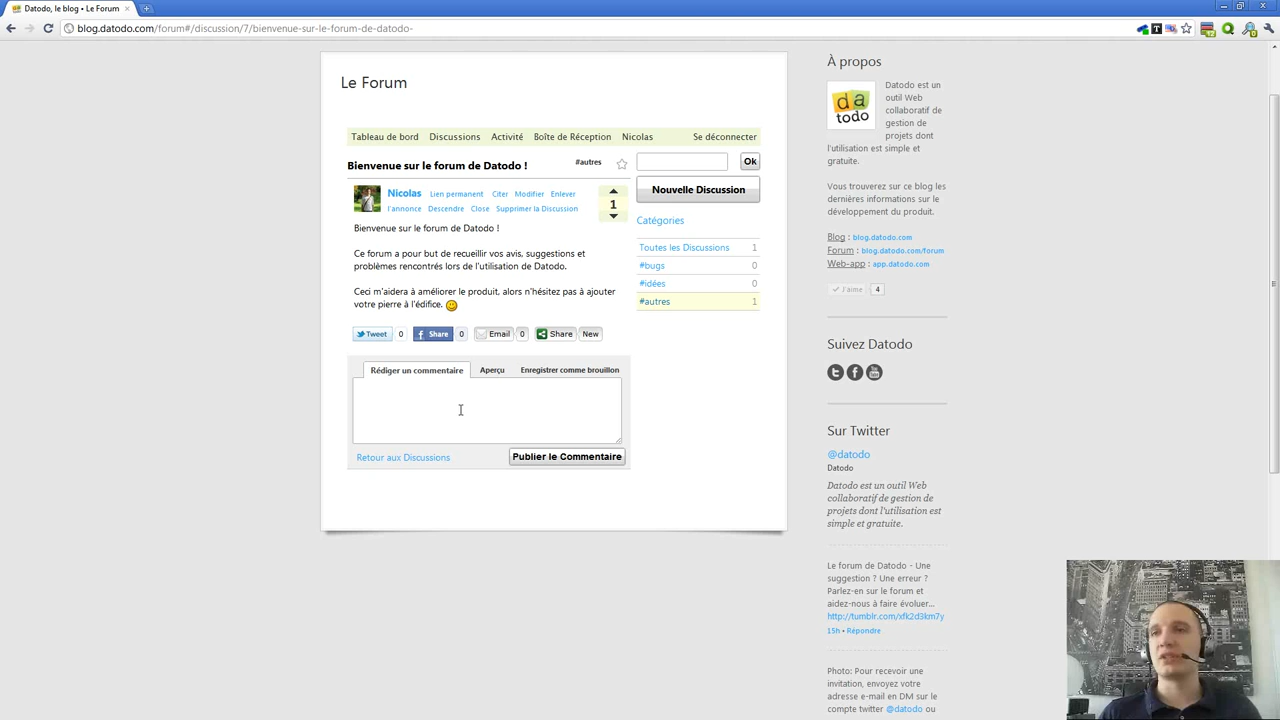 Datodo, le blog • Le Forum
blog.datodo.com/forum#/discussion/7/bienvenue-sur-le-forum-de-datodo-
Le Forum
Tableau de bord Discussions Activité Boîte de Réception Nicolas Se déconnecter
Bienvenue sur le forum de Datodo ! #autres Ok
Nouvelle Discussion
Nicolas Lien permanent Citer Modifier Enlever
l'annonce Descendre Close Supprimer la Discussion
1
Bienvenue sur le forum de Datodo !
Ce forum a pour but de recueillir vos avis, suggestions et
problèmes rencontrés lors de l'utilisation de Datodo.
Ceci m'aidera à améliorer le produit, alors n'hésitez pas à ajouter
votre pierre à l'édifice.
Tweet 0 Share 0 Email 0 Share New
Rédiger un commentaire Aperçu Enregistrer comme brouillon
Retour aux Discussions Publier le Commentaire
Catégories
Toutes les Discussions 1
#bugs 0
#idées 0
#autres 1
À propos
da
todo
Datodo est un
outil Web
collaboratif de
gestion de
projets dont
l'utilisation est simple et
gratuite.
Vous trouverez sur ce blog les
dernières informations sur le
développement du produit.
Blog : blog.datodo.com
Forum : blog.datodo.com/forum
Web-app : app.datodo.com
J'aime 4
Suivez Datodo
Sur Twitter
@datodo
Datodo
Datodo est un outil Web
collaboratif de gestion de
projets dont l'utilisation est
simple et gratuite.
Le forum de Datodo - Une
suggestion ? Une erreur ?
Parlez-en sur le forum et
aidez-nous à faire évoluer...
http://tumblr.com/xfk2d3km7y
15h • Répondre
Photo: Pour recevoir une
invitation, envoyez votre
adresse e-mail en DM sur le
compte twitter @datodo ou